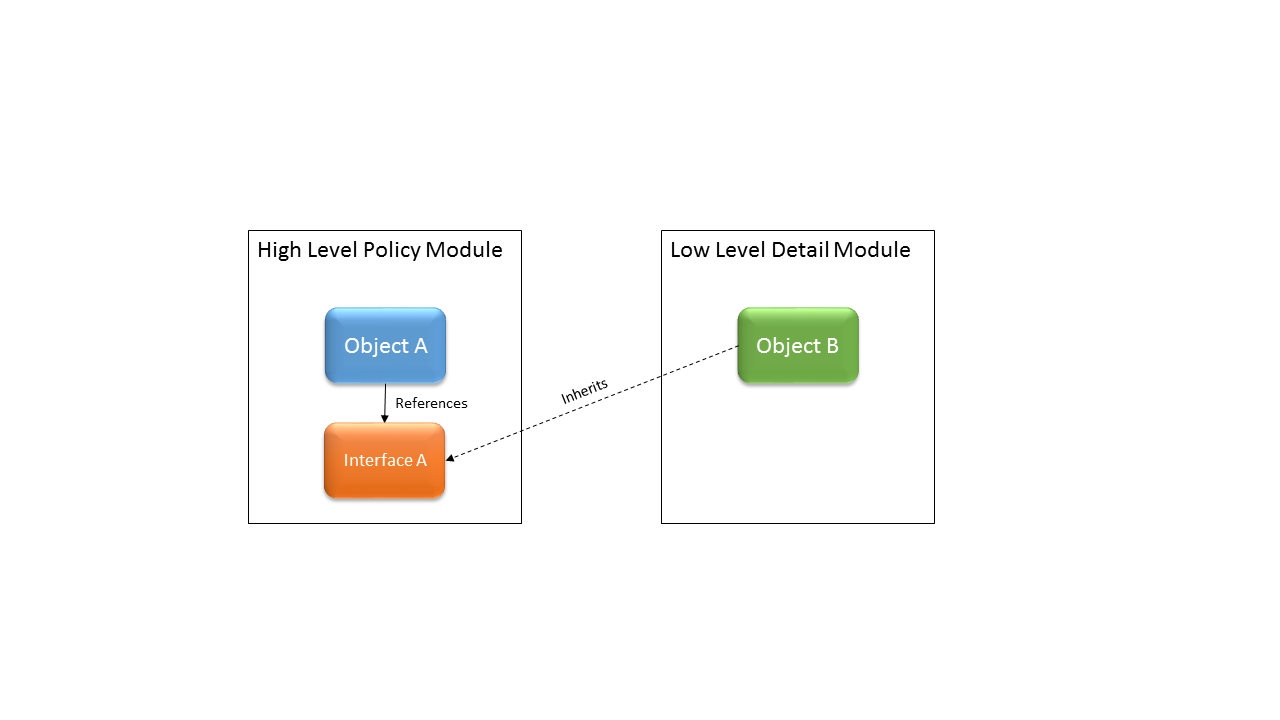 High Level Policy Module
Object A
References
Interface A
Inherits
Low Level Detail Module
Object B